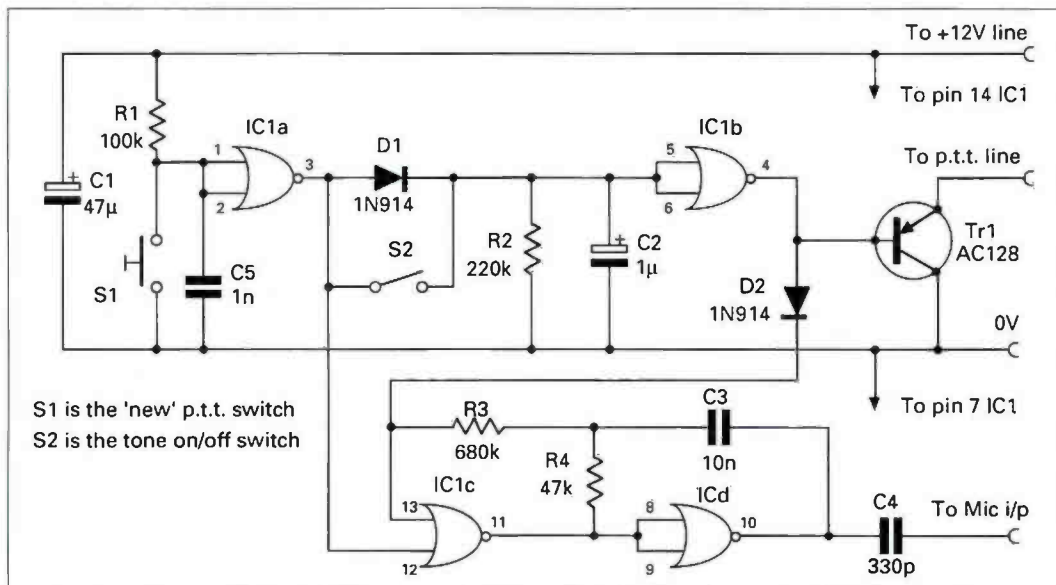 To +12V line
To pin 14 IC1
R1
100k
IC1a
D1
1N914
IC1b
To p.t.t. line
1
2
3
5
6
4
C1
47μ
S1
C5
1n
S2
R2
220k
C2
1μ
D2
1N914
Tr1
AC128
0V
S1 is the 'new' p.t.t. switch
S2 is the tone on/off switch
R3
680k
C3
10n
To pin 7 IC1
R4
47k
IC1c
ICd
13
12
11
8
9
10
C4
330p
To Mic i/p